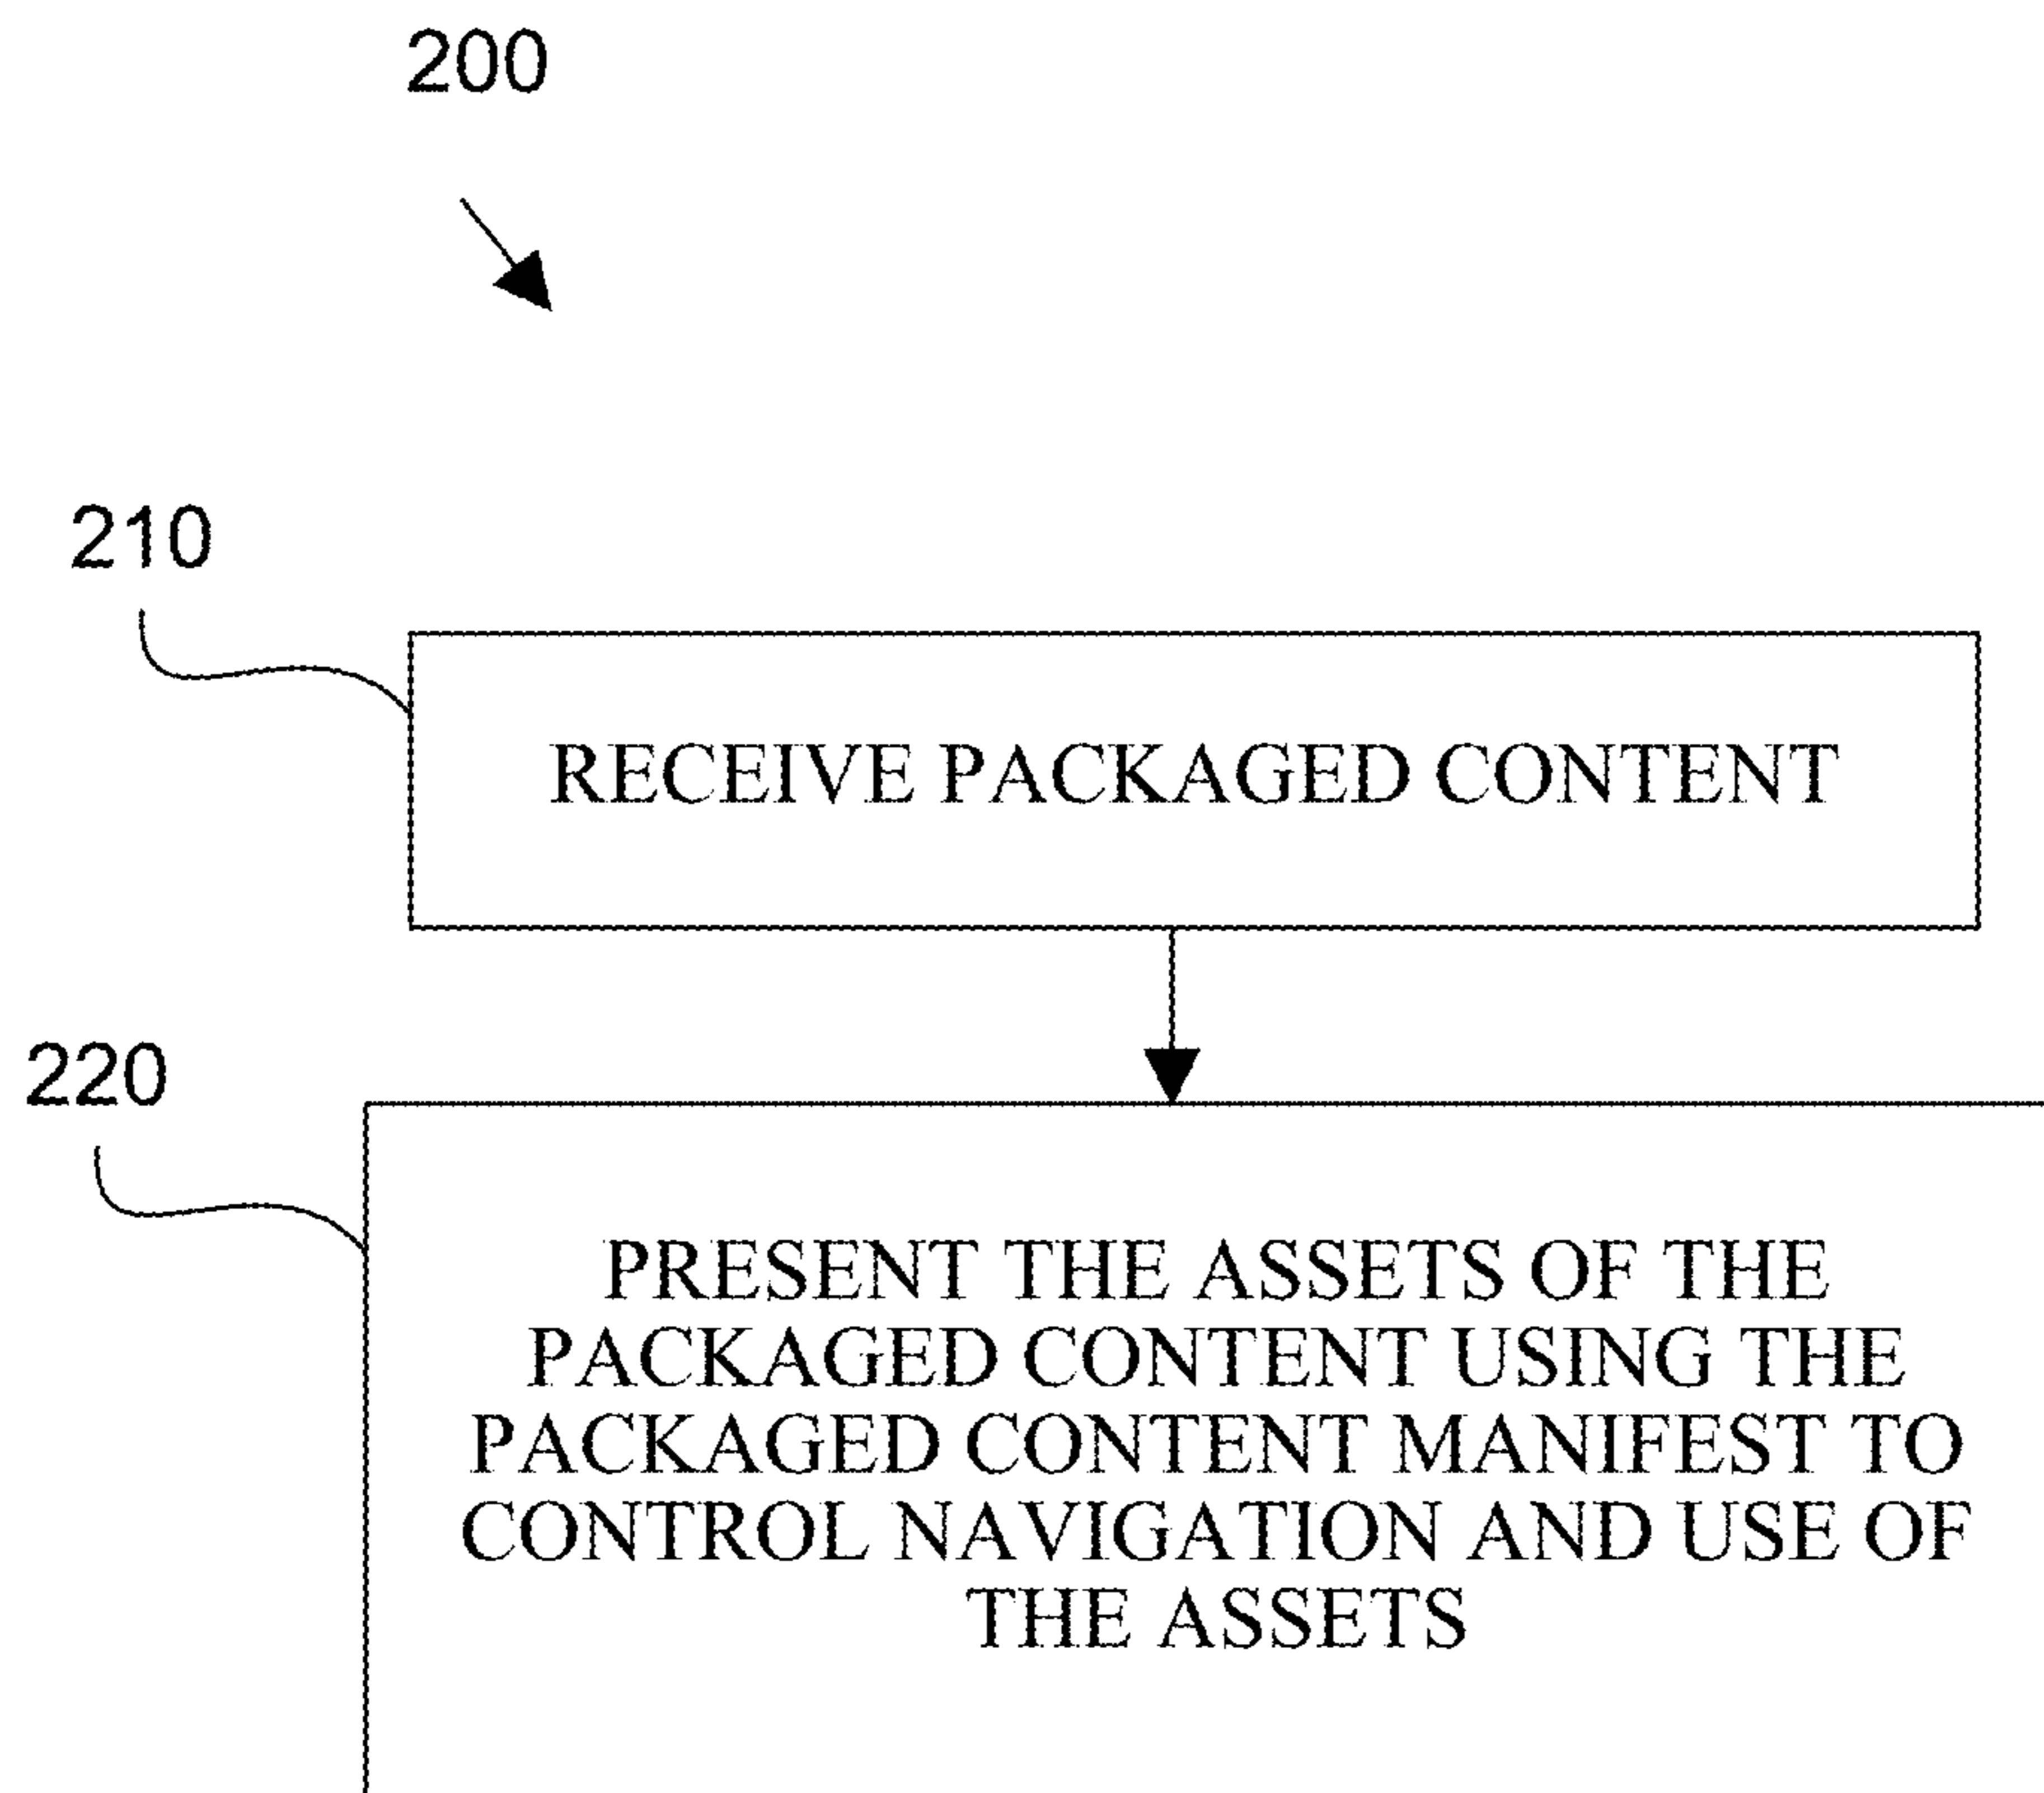 200
210
RECEIVE PACKAGED CONTENT
220
PRESENT THE ASSETS OF THE
PACKAGED CONTENT USING THE
PACKAGED CONTENT MANIFEST TO
CONTROL NAVIGATION AND USE OF
THE ASSETS